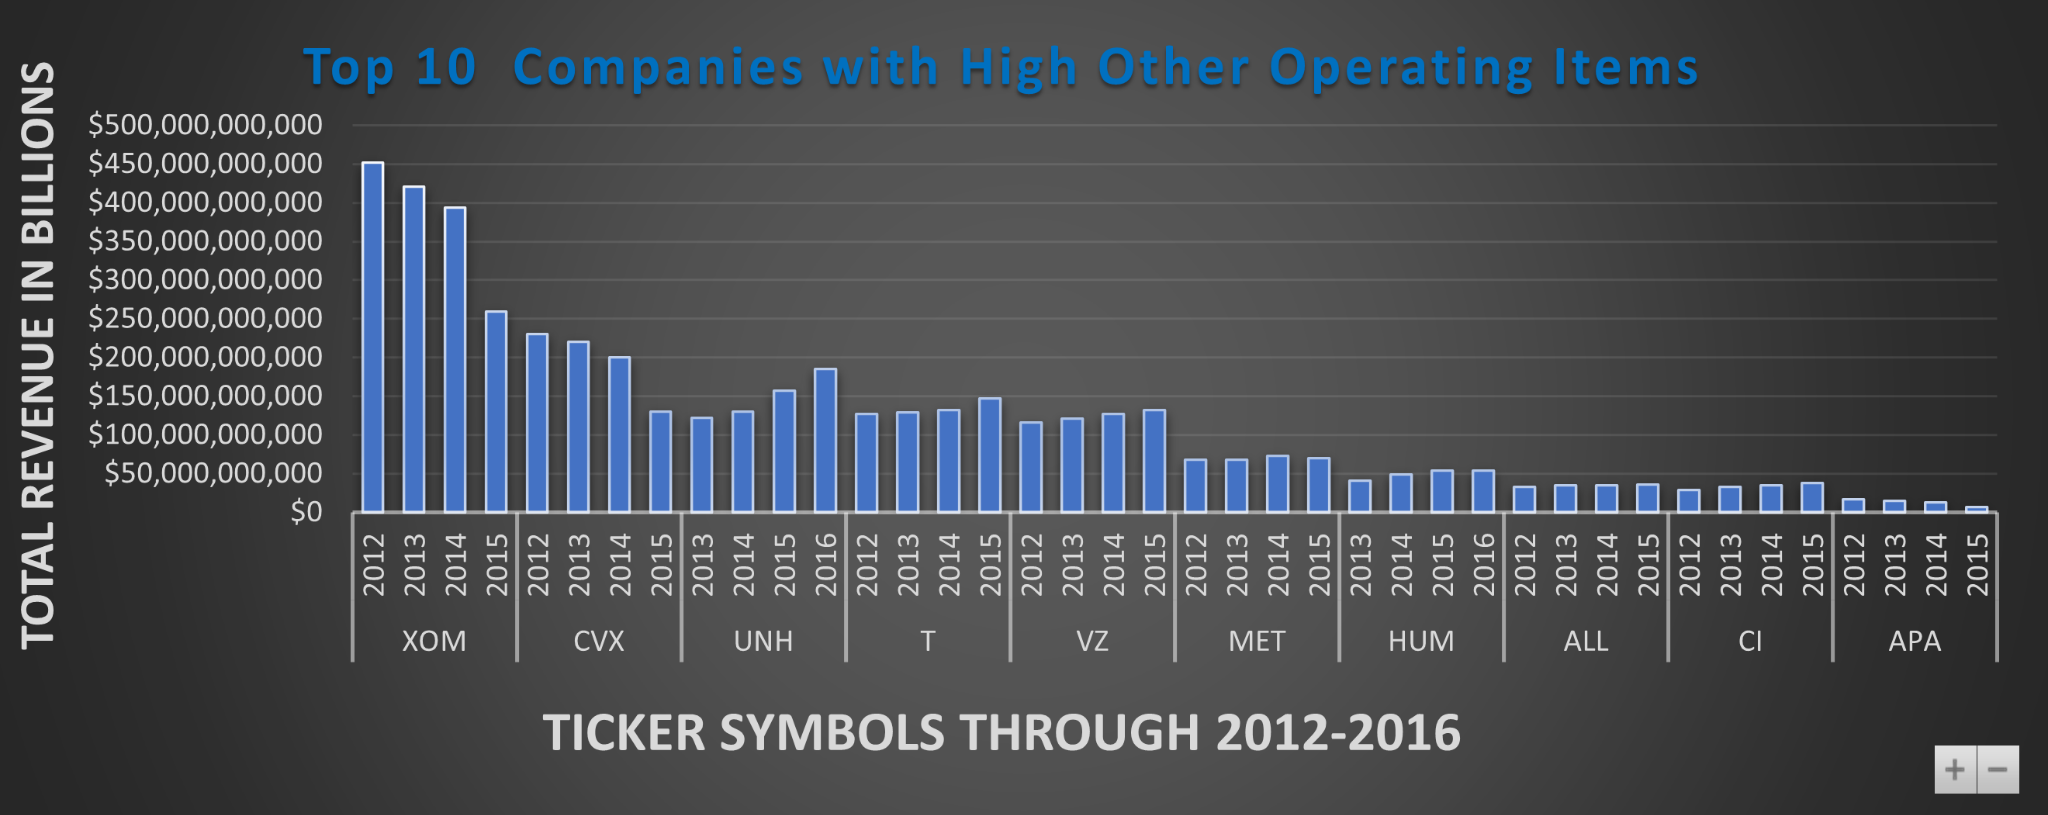 Top 10  Companies with High Other Operating Items
TOTAL REVENUE IN BILLIONS
$500,000,000,000
$450,000,000,000
$400,000,000,000
$350,000,000,000
$300,000,000,000
$250,000,000,000
$200,000,000,000
$150,000,000,000
$100,000,000,000
$50,000,000,000
$0
2012 2013 2014 2015 2012 2013 2014 2015 2013 2014 2015 2016 2012 2013 2014 2015 2012 2013 2014 2015 2012 2013 2014 2015 2013 2014 2015 2016 2012 2013 2014 2015 2012 2013 2014 2015 2012 2013 2014 2015
XOM CVX UNH T VZ MET HUM ALL CI APA
TICKER SYMBOLS THROUGH 2012-2016
+ −